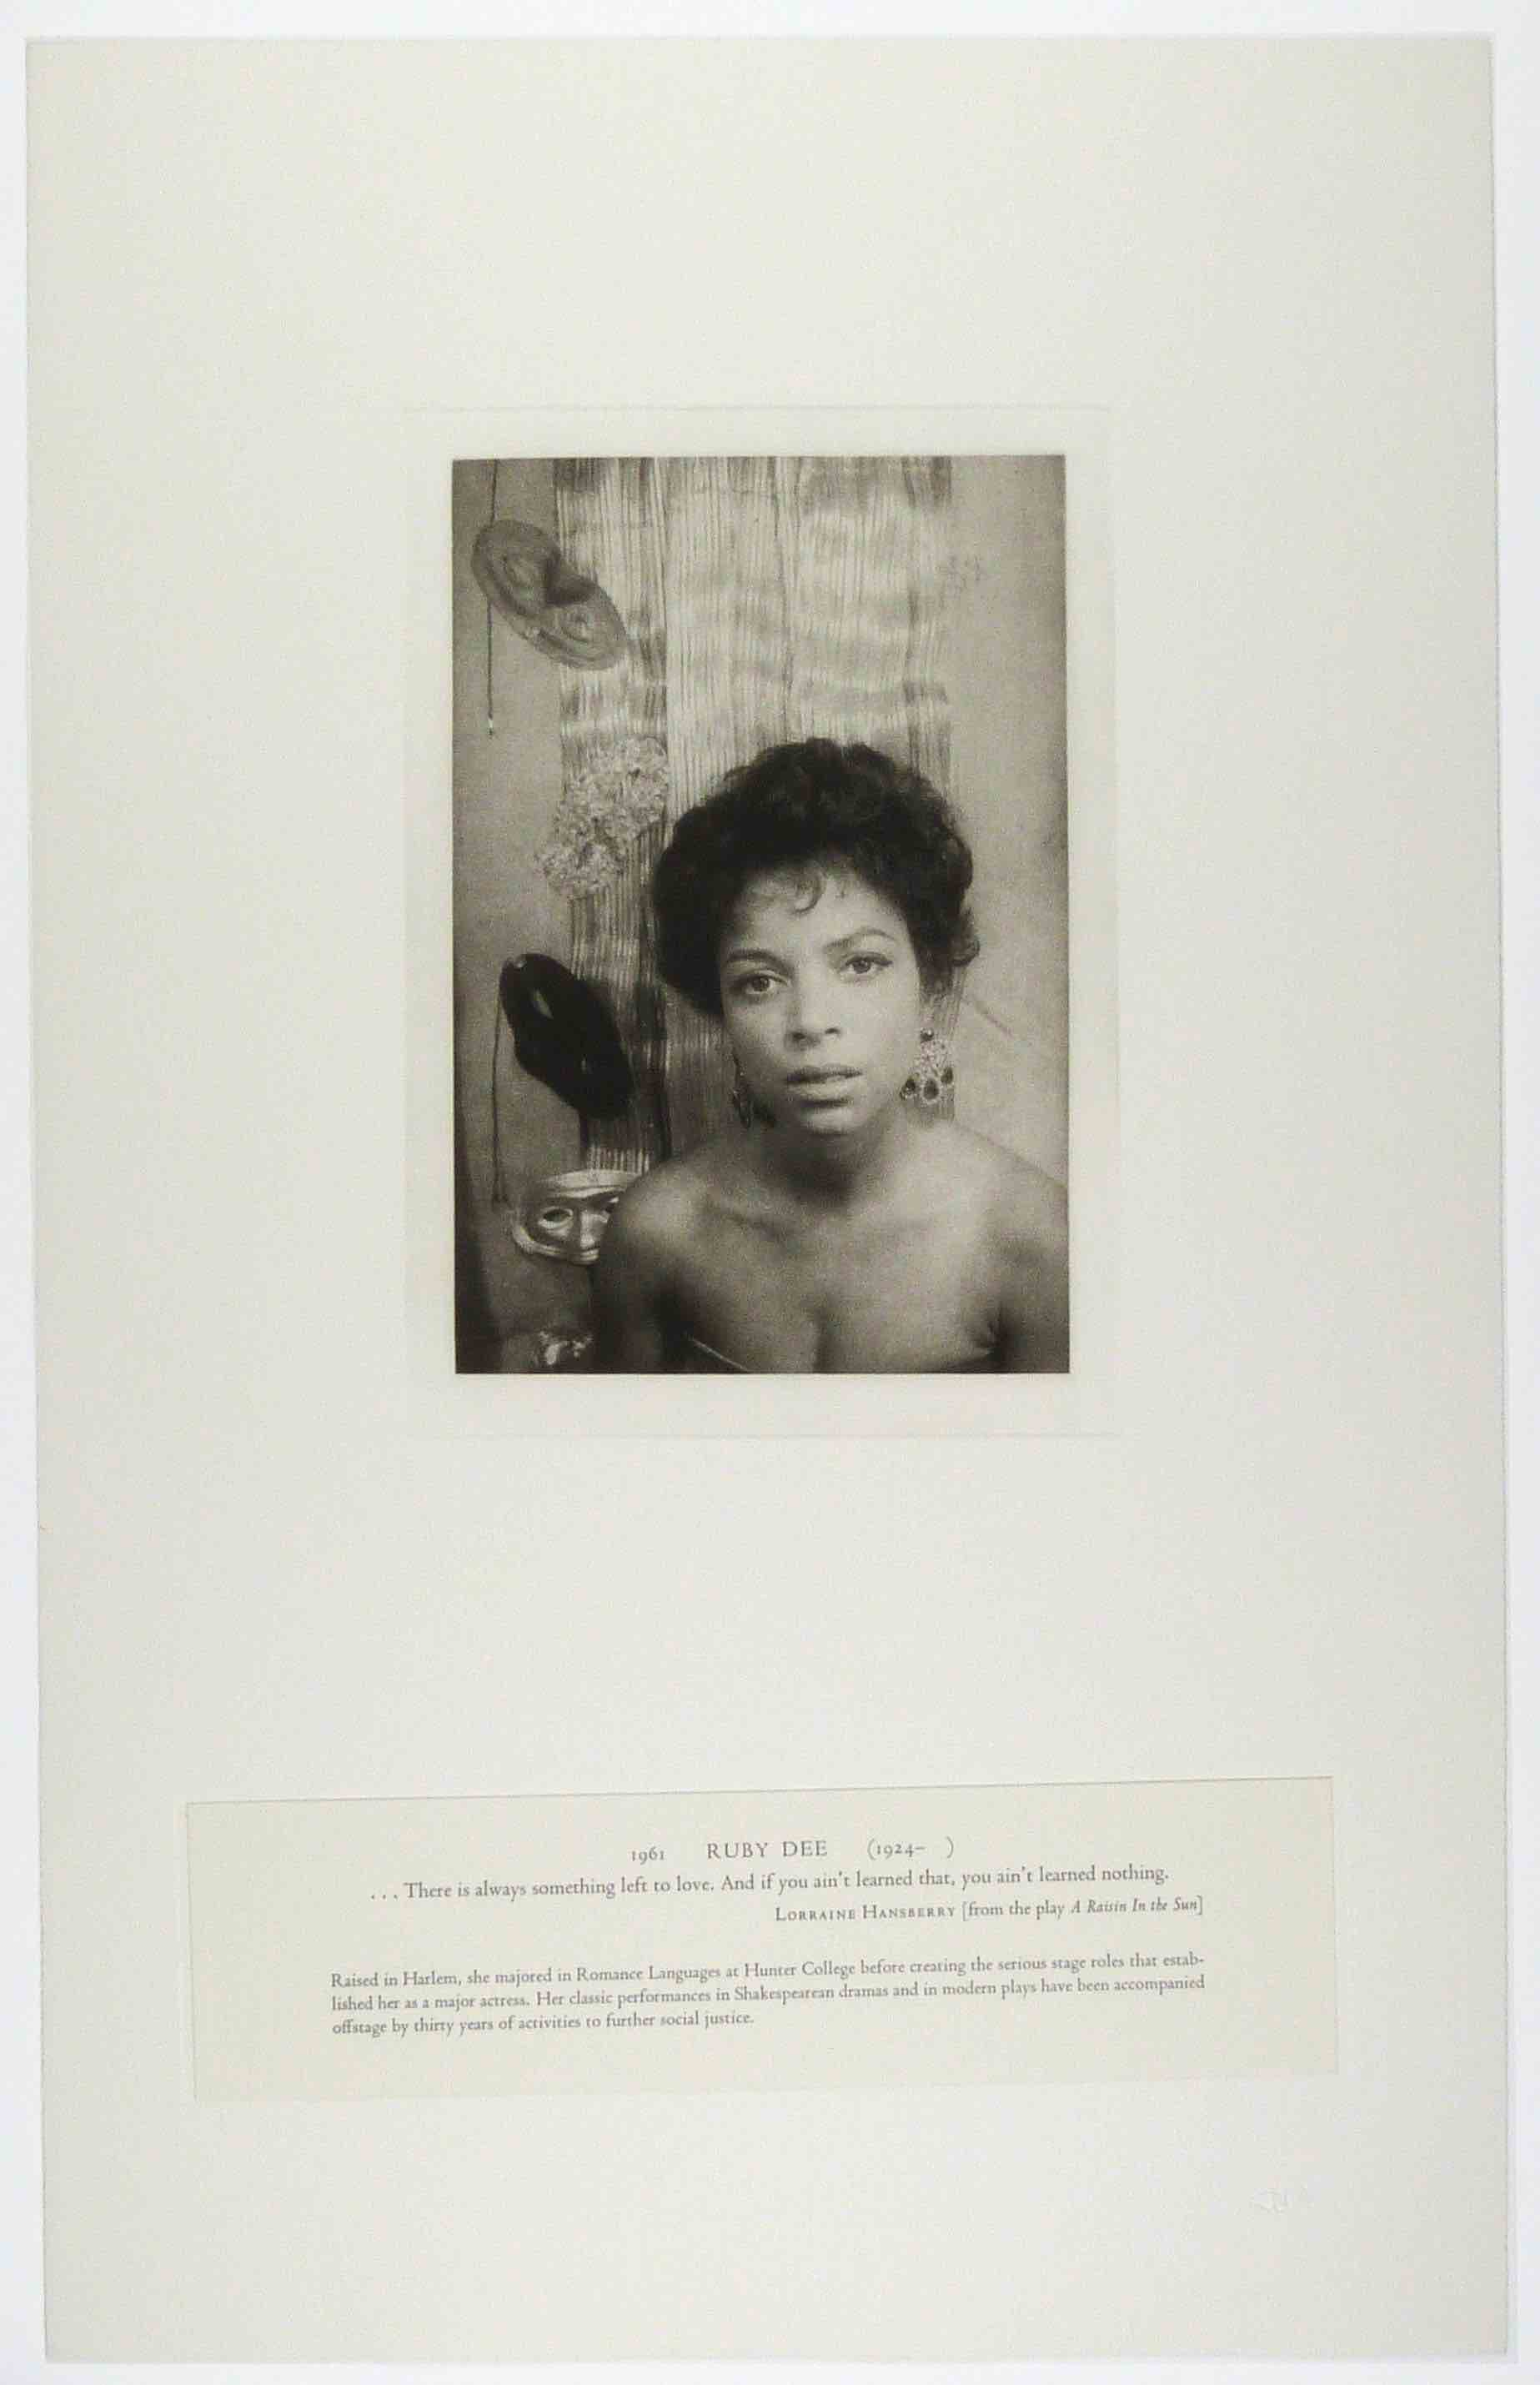 1961 RUBY DEE (1924– )
. . . There is always something left to love. And if you ain't learned that, you ain't learned nothing.
LORRAINE HANSBERRY [from the play A Raisin In the Sun]
Raised in Harlem, she majored in Romance Languages at Hunter College before creating the serious stage roles that estab-
lished her as a major actress. Her classic performances in Shakespearean dramas and in modern plays have been accompanied
offstage by thirty years of activities to further social justice.